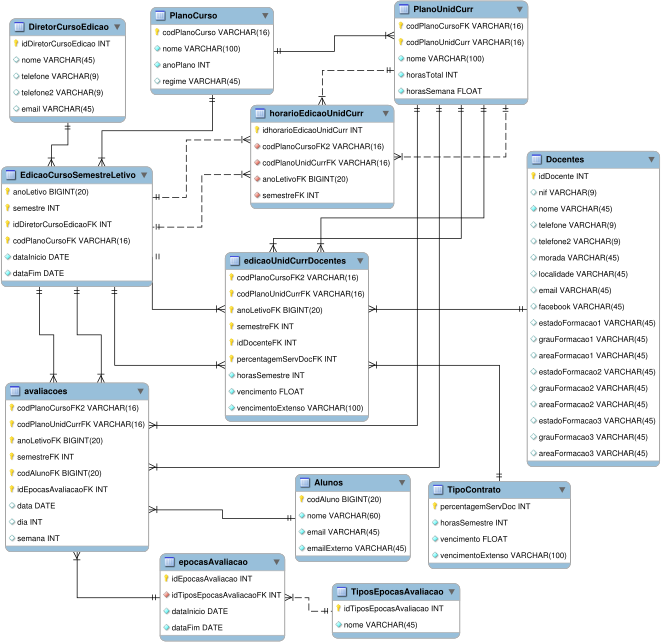 DiretorCursoEdicao
idDiretorCursoEdicao INT
nome VARCHAR(45)
telefone VARCHAR(9)
telefone2 VARCHAR(9)
email VARCHAR(45)
PlanoCurso
codPlanoCurso VARCHAR(16)
nome VARCHAR(100)
anoPlano INT
regime VARCHAR(45)
PlanoUnidCurr
codPlanoCursoFK VARCHAR(16)
codPlanoUnidCurr VARCHAR(16)
nome VARCHAR(100)
horasTotal INT
horasSemana FLOAT
horarioEdicaoUnidCurr
idhorarioEdicaoUnidCurr INT
codPlanoCursoFK2 VARCHAR(16)
codPlanoUnidCurrFK VARCHAR(16)
anoLetivoFK BIGINT(20)
semestreFK INT
EdicaoCursoSemestreLetivo
anoLetivo BIGINT(20)
semestre INT
idDiretorCursoEdicaoFK INT
codPlanoCursoFK VARCHAR(16)
dataInicio DATE
dataFim DATE
Docentes
idDocente INT
nif VARCHAR(9)
nome VARCHAR(45)
telefone VARCHAR(9)
telefone2 VARCHAR(9)
morada VARCHAR(45)
localidade VARCHAR(45)
email VARCHAR(45)
facebook VARCHAR(45)
estadoFormacao1 VARCHAR(45)
grauFormacao1 VARCHAR(45)
areaFormacao1 VARCHAR(45)
estadoFormacao2 VARCHAR(45)
grauFormacao2 VARCHAR(45)
areaFormacao2 VARCHAR(45)
estadoFormacao3 VARCHAR(45)
grauFormacao3 VARCHAR(45)
areaFormacao3 VARCHAR(45)
edicaoUnidCurrDocentes
codPlanoCursoFK2 VARCHAR(16)
codPlanoUnidCurrFK VARCHAR(16)
anoLetivoFK BIGINT(20)
semestreFK INT
idDocenteFK INT
percentagemServDocFK INT
horasSemestre INT
vencimento FLOAT
vencimentoExtenso VARCHAR(100)
avaliacoes
codPlanoCursoFK2 VARCHAR(16)
codPlanoUnidCurrFK VARCHAR(16)
anoLetivoFK BIGINT(20)
semestreFK INT
codAlunoFK BIGINT(20)
idEpocasAvaliacaoFK INT
data DATE
dia INT
semana INT
Alunos
codAluno BIGINT(20)
nome VARCHAR(60)
email VARCHAR(45)
emailExterno VARCHAR(45)
TipoContrato
percentagemServDoc INT
horasSemestre INT
vencimento FLOAT
vencimentoExtenso VARCHAR(100)
epocasAvaliacao
idEpocasAvaliacao INT
idTiposEpocasAvaliacaoFK INT
dataInicio DATE
dataFim DATE
TiposEpocasAvaliacao
idTiposEpocasAvaliacao INT
nome VARCHAR(45)